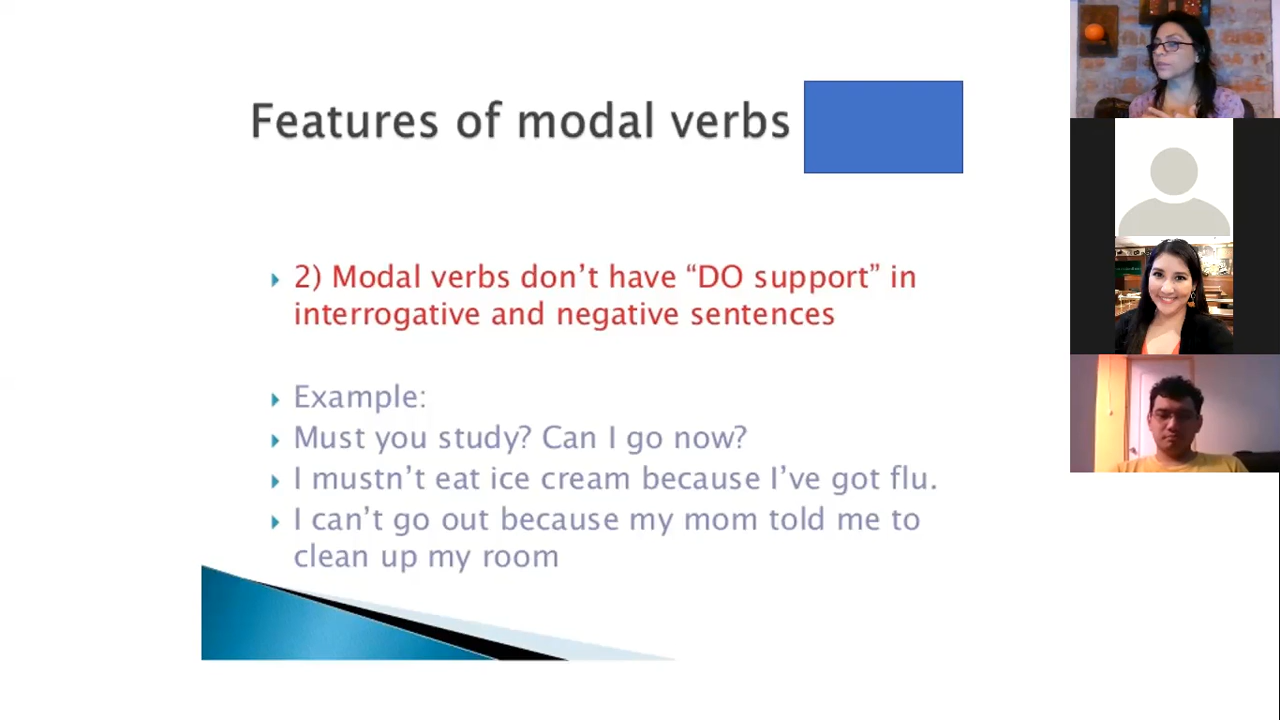 Features of modal verbs
2) Modal verbs don’t have “DO support” in
interrogative and negative sentences
Example:
Must you study? Can I go now?
I mustn’t eat ice cream because I’ve got flu.
I can’t go out because my mom told me to
clean up my room